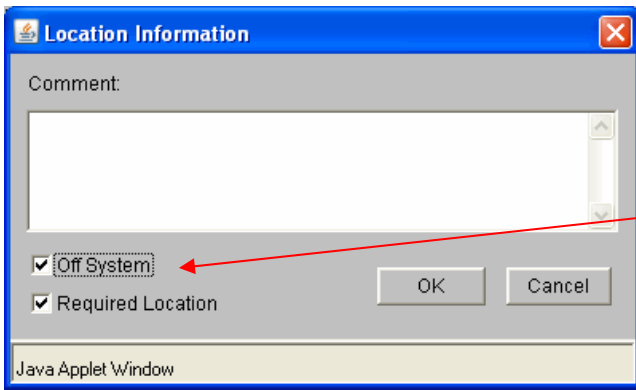 Location Information
Comment:
Off System
Required Location
OK
Cancel
Java Applet Window